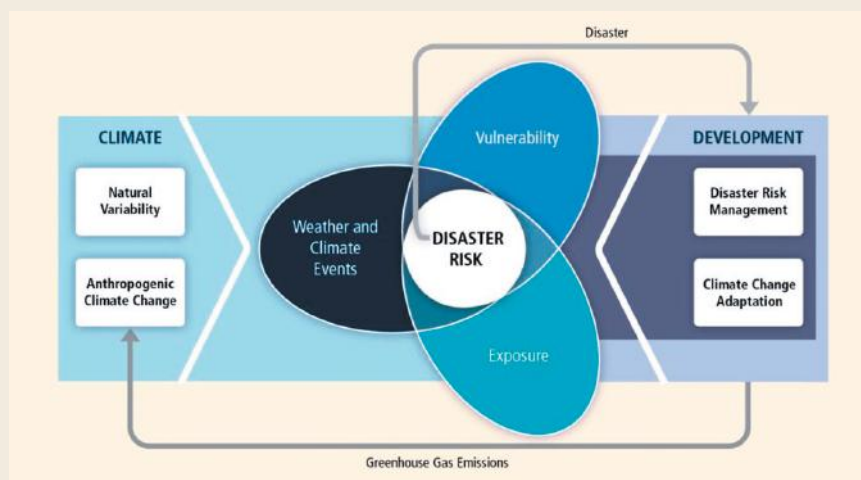 Disaster
CLIMATE
Natural
Variability
Anthropogenic
Climate Change
Weather and
Climate
Events
Vulnerability
DISASTER
RISK
Exposure
DEVELOPMENT
Disaster Risk
Management
Climate Change
Adaptation
Greenhouse Gas Emissions